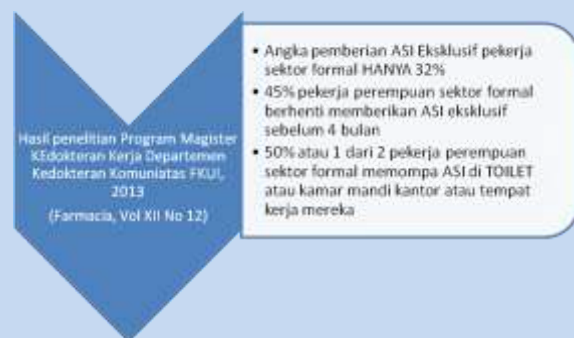 Hasil penelitian Program Magister
KEdokteran Kerja Departemen
Kedokteran Komuniatas FKUI,
2013
(Farmacia, Vol XII No 12)
• Angka pemberian ASI Eksklusif pekerja
sektor formal HANYA 32%
• 45% pekerja perempuan sektor formal
berhenti memberikan ASI eksklusif
sebelum 4 bulan
• 50% atau 1 dari 2 pekerja perempuan
sektor formal memompa ASI di TOILET
atau kamar mandi kantor atau tempat
kerja mereka